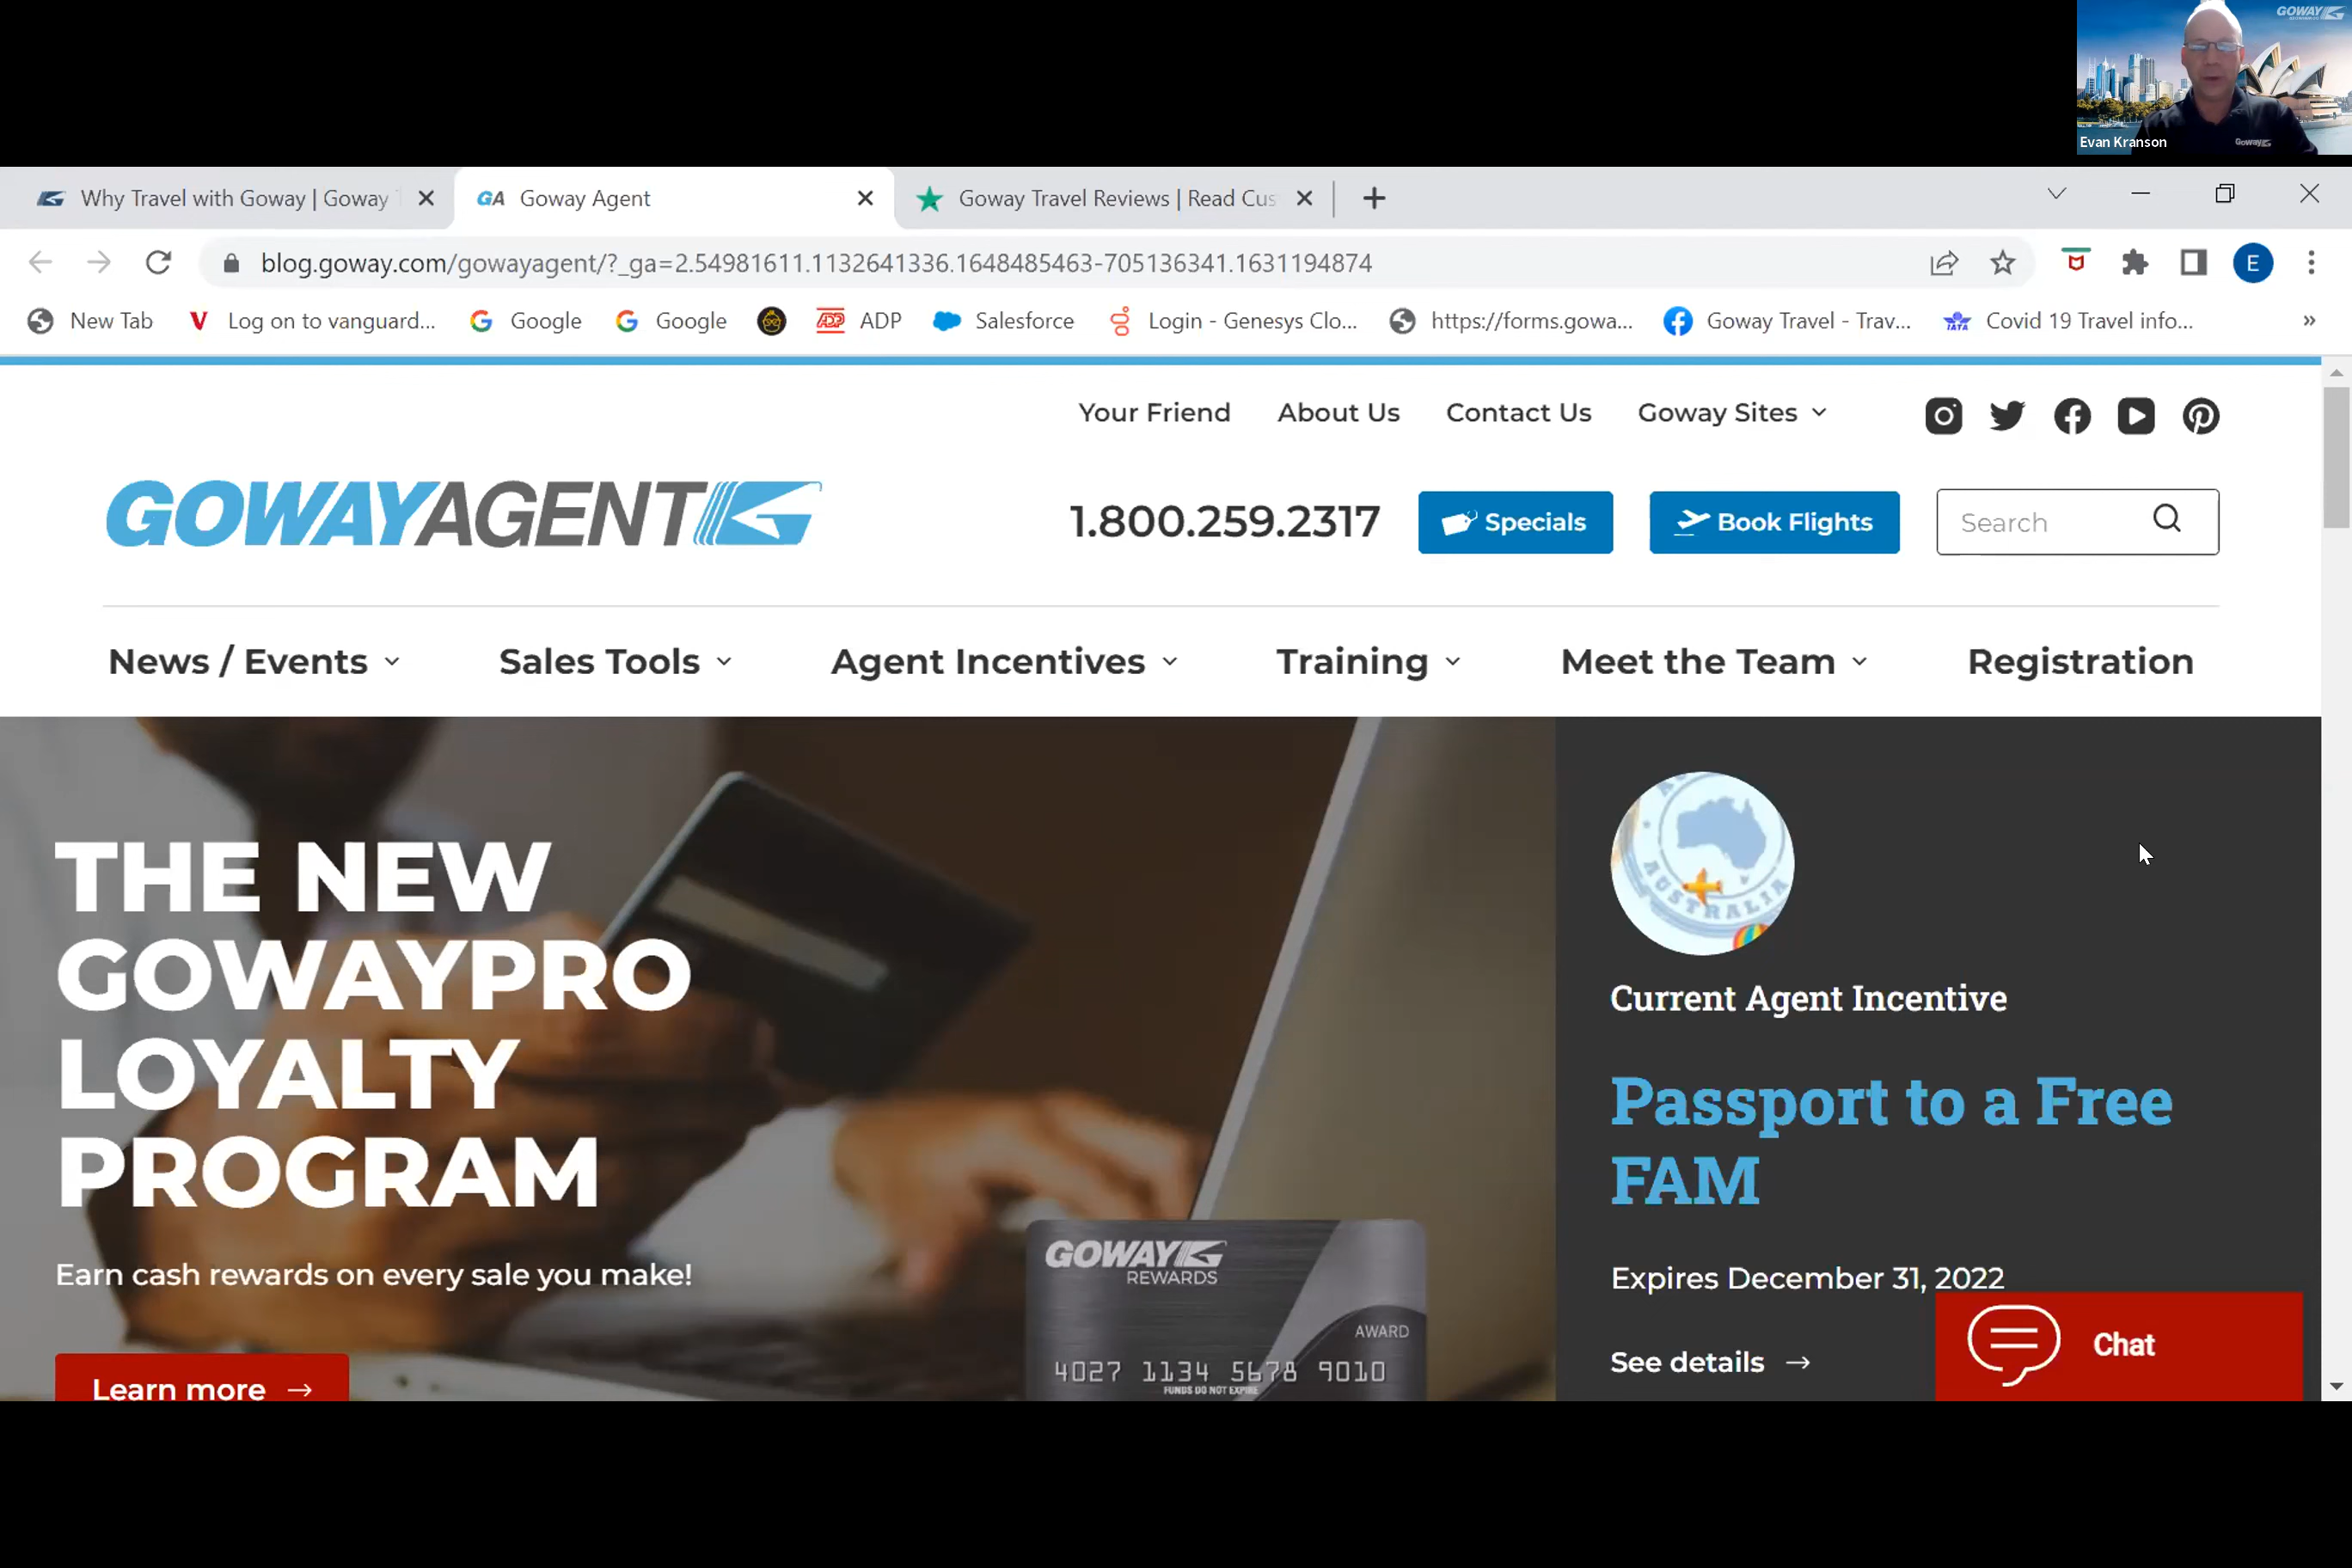 GOWAY
Evan Kranson
Goway
Why Travel with Goway | Goway
GA Goway Agent
Goway Travel Reviews | Read Cus
blog.goway.com/gowayagent/?_ga=2.54981611.1132641336.1648485463-705136341.1631194874
E
New Tab
V Log on to vanguard...
G Google
G Google
ADP ADP
Salesforce
Login - Genesys Clo...
https://forms.gowa...
Goway Travel - Trav...
IATA Covid 19 Travel info...
»
Your Friend
About Us
Contact Us
Goway Sites
GOWAYAGENT
1.800.259.2317
Specials
Book Flights
Search
News / Events
Sales Tools
Agent Incentives
Training
Meet the Team
Registration
THE NEW
GOWAYPRO
LOYALTY
PROGRAM
Earn cash rewards on every sale you make!
Learn more →
GOWAY
REWARDS
AWARD
4027 1134 5678 9010
FUNDS DO NOT EXPIRE
AUSTRALIA
Current Agent Incentive
Passport to a Free
FAM
Expires December 31, 2022
See details →
Chat